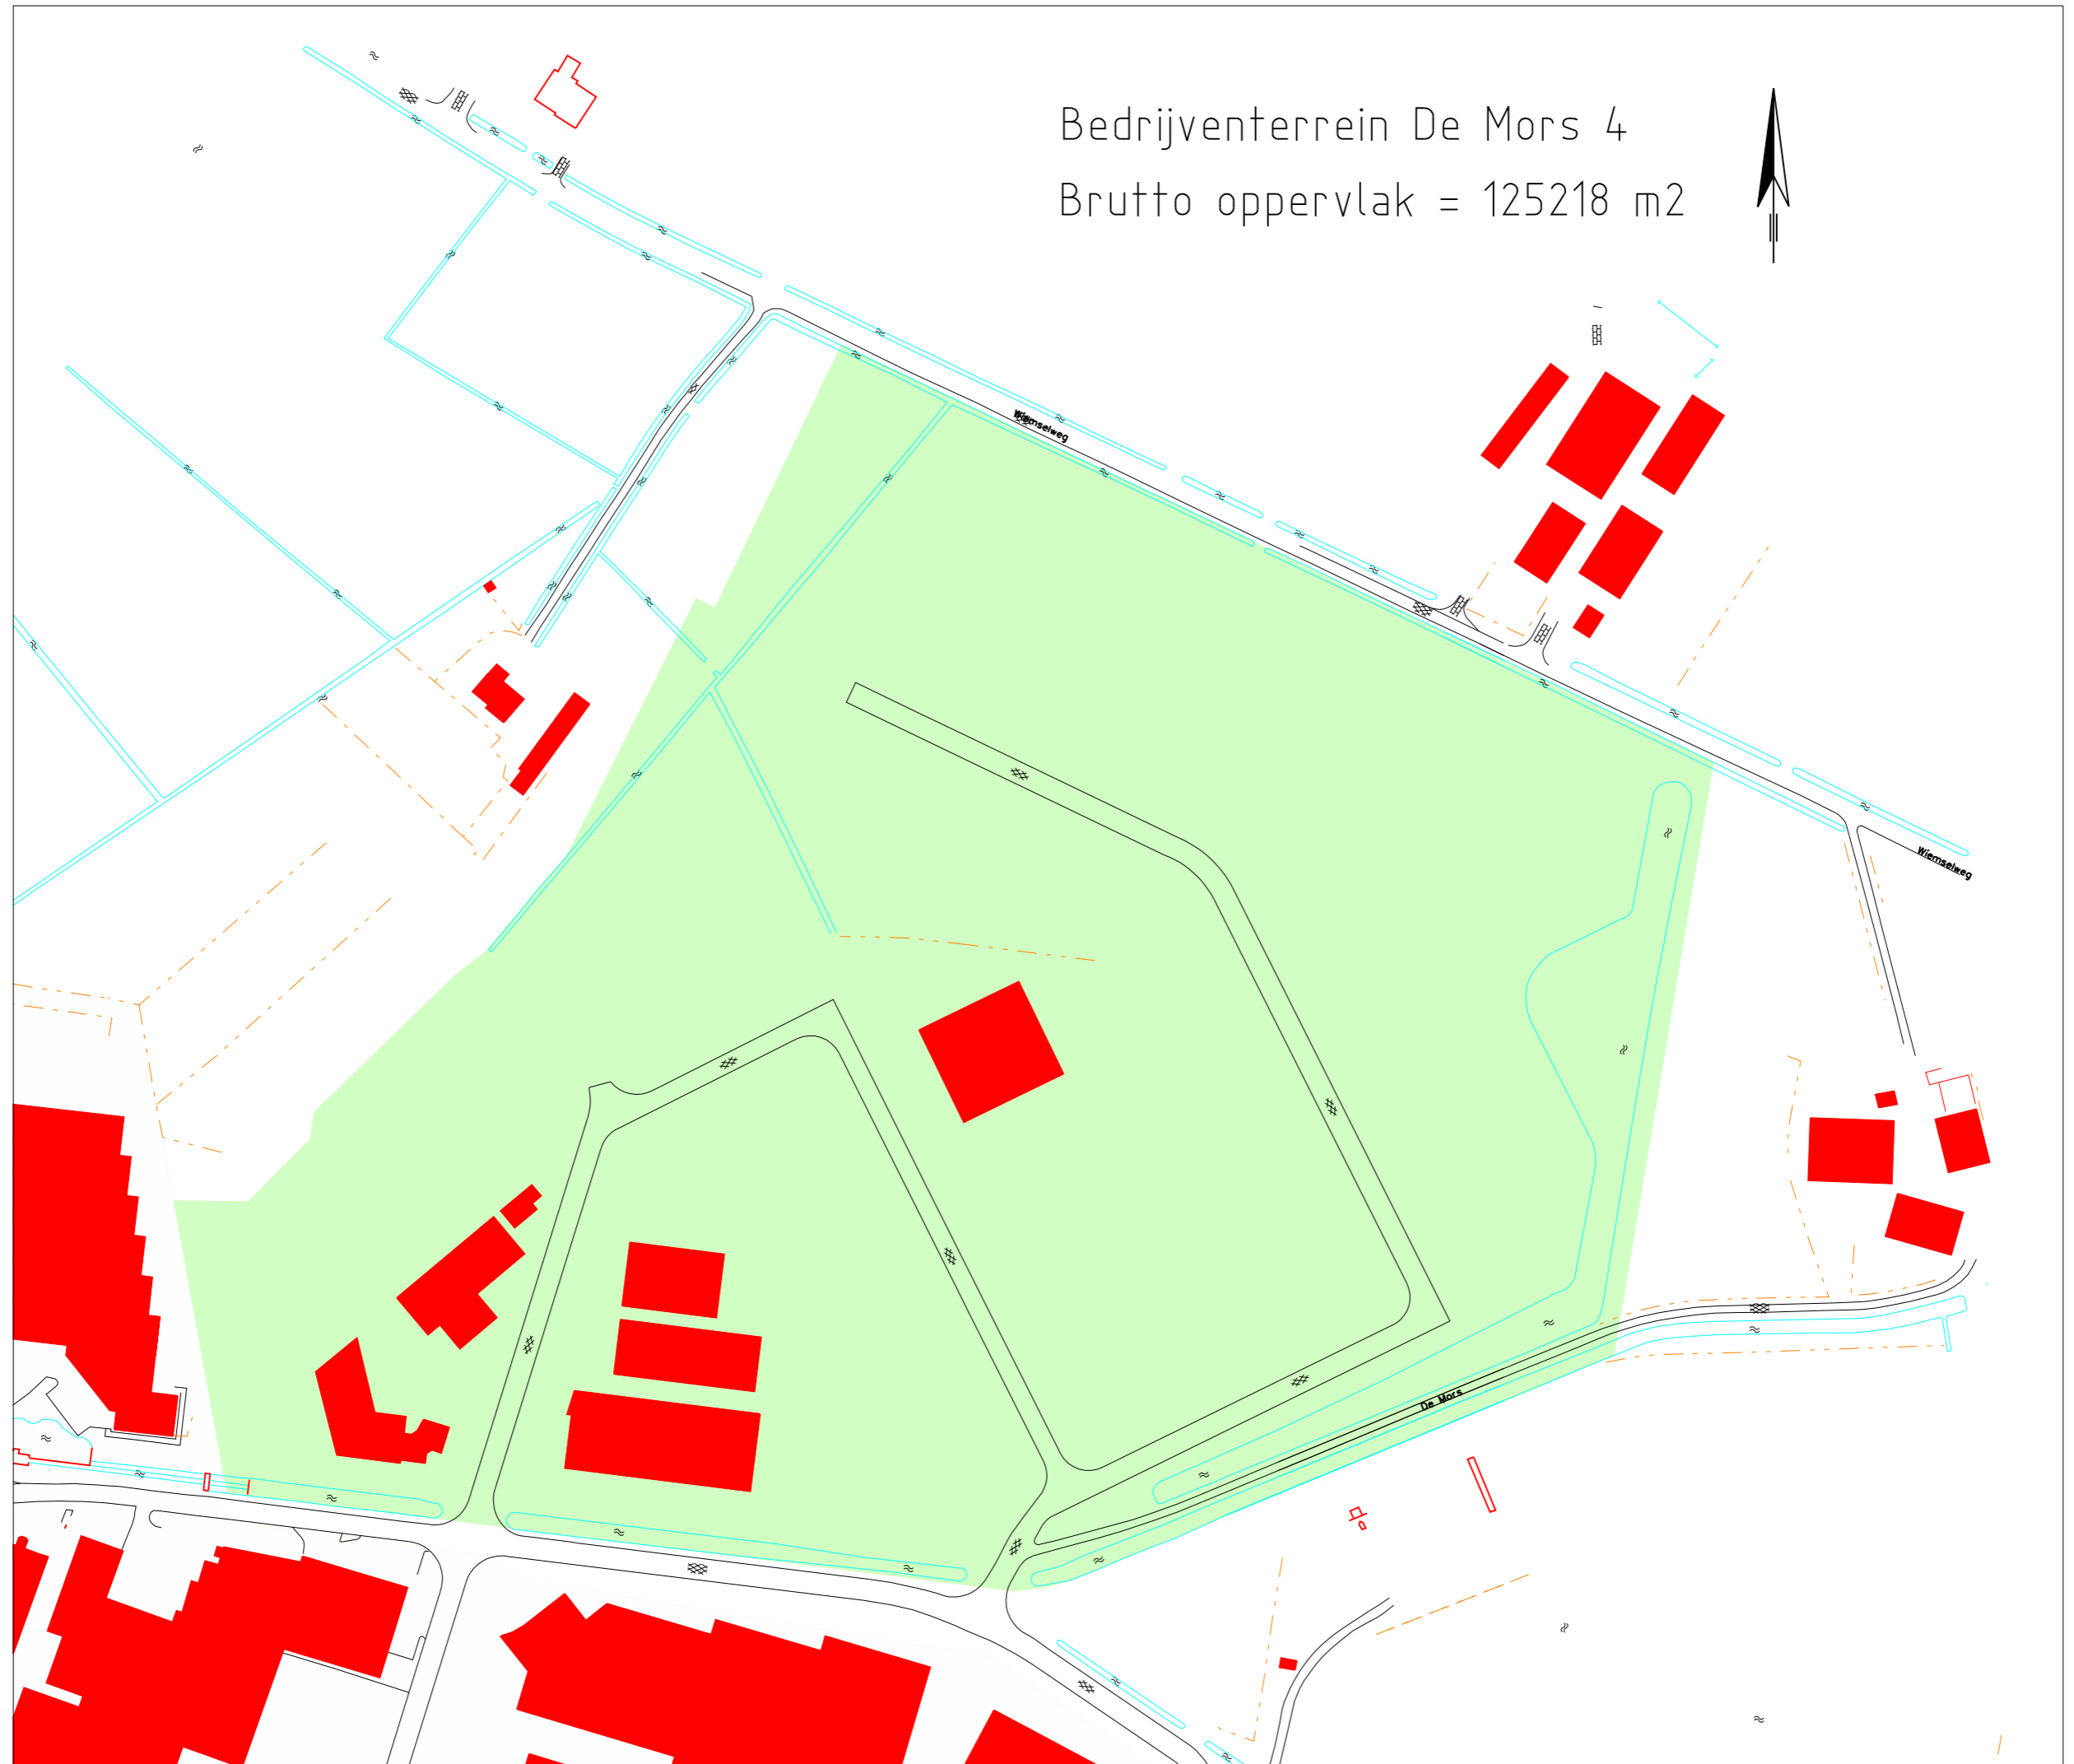 Bedrijventerrein De Mors 4
Brutto oppervlak = 125218 m2
Wiemselweg
Wiemselweg
De Mors